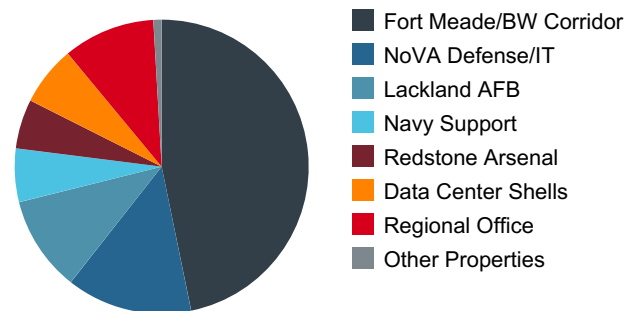 Fort Meade/BW Corridor
NoVA Defense/IT
Lackland AFB
Navy Support
Redstone Arsenal
Data Center Shells
Regional Office
Other Properties